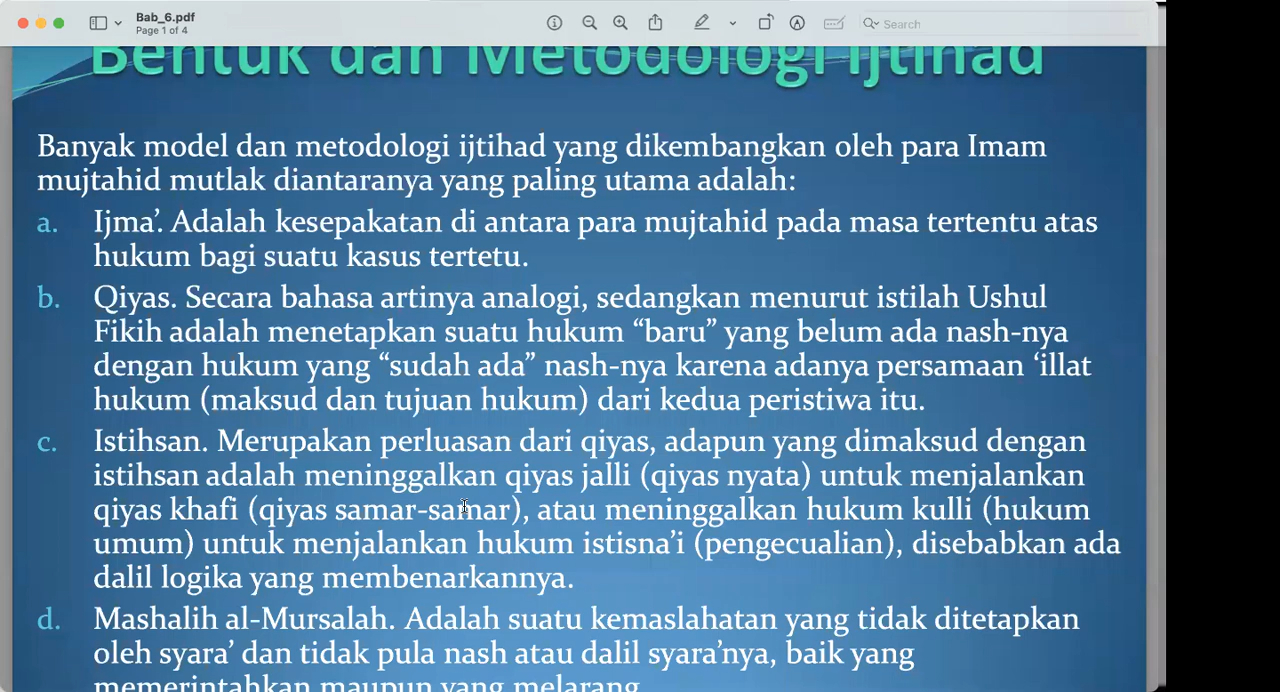 Bab_6.pdf
Page 1 of 4
Search
Bentuk dan Metodologi Ijtihad
Banyak model dan metodologi ijtihad yang dikembangkan oleh para Imam
mujtahid mutlak diantaranya yang paling utama adalah:
a. Ijma’. Adalah kesepakatan di antara para mujtahid pada masa tertentu atas
hukum bagi suatu kasus tertetu.
b. Qiyas. Secara bahasa artinya analogi, sedangkan menurut istilah Ushul
Fikih adalah menetapkan suatu hukum “baru” yang belum ada nash-nya
dengan hukum yang “sudah ada” nash-nya karena adanya persamaan ‘illat
hukum (maksud dan tujuan hukum) dari kedua peristiwa itu.
c. Istihsan. Merupakan perluasan dari qiyas, adapun yang dimaksud dengan
istihsan adalah meninggalkan qiyas jalli (qiyas nyata) untuk menjalankan
qiyas khafi (qiyas samar-samar), atau meninggalkan hukum kulli (hukum
umum) untuk menjalankan hukum istisna’i (pengecualian), disebabkan ada
dalil logika yang membenarkannya.
d. Mashalih al-Mursalah. Adalah suatu kemaslahatan yang tidak ditetapkan
oleh syara’ dan tidak pula nash atau dalil syara’nya, baik yang
memerintahkan maupun yang melarang